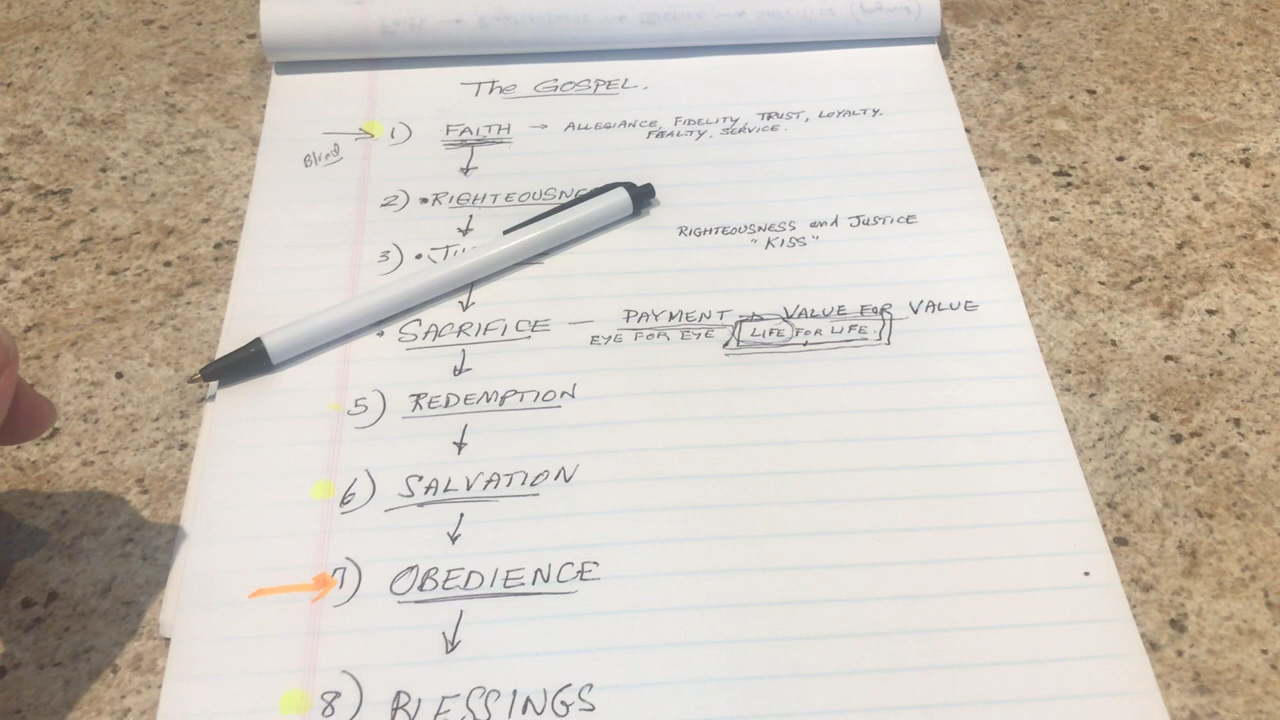 The GOSPEL.
1) FAITH → ALLEGIANCE, FIDELITY, TRUST, LOYALTY.
FEALTY, SERVICE.
Blind
2) •RIGHTEOUSNE
RIGHTEOUSNESS and JUSTICE
"KISS"
3) •
• SACRIFICE — PAYMENT → VALUE FOR VALUE
EYE FOR EYE LIFE FOR LIFE.
5) REDEMPTION
6) SALVATION
7) OBEDIENCE
8) BLESSINGS